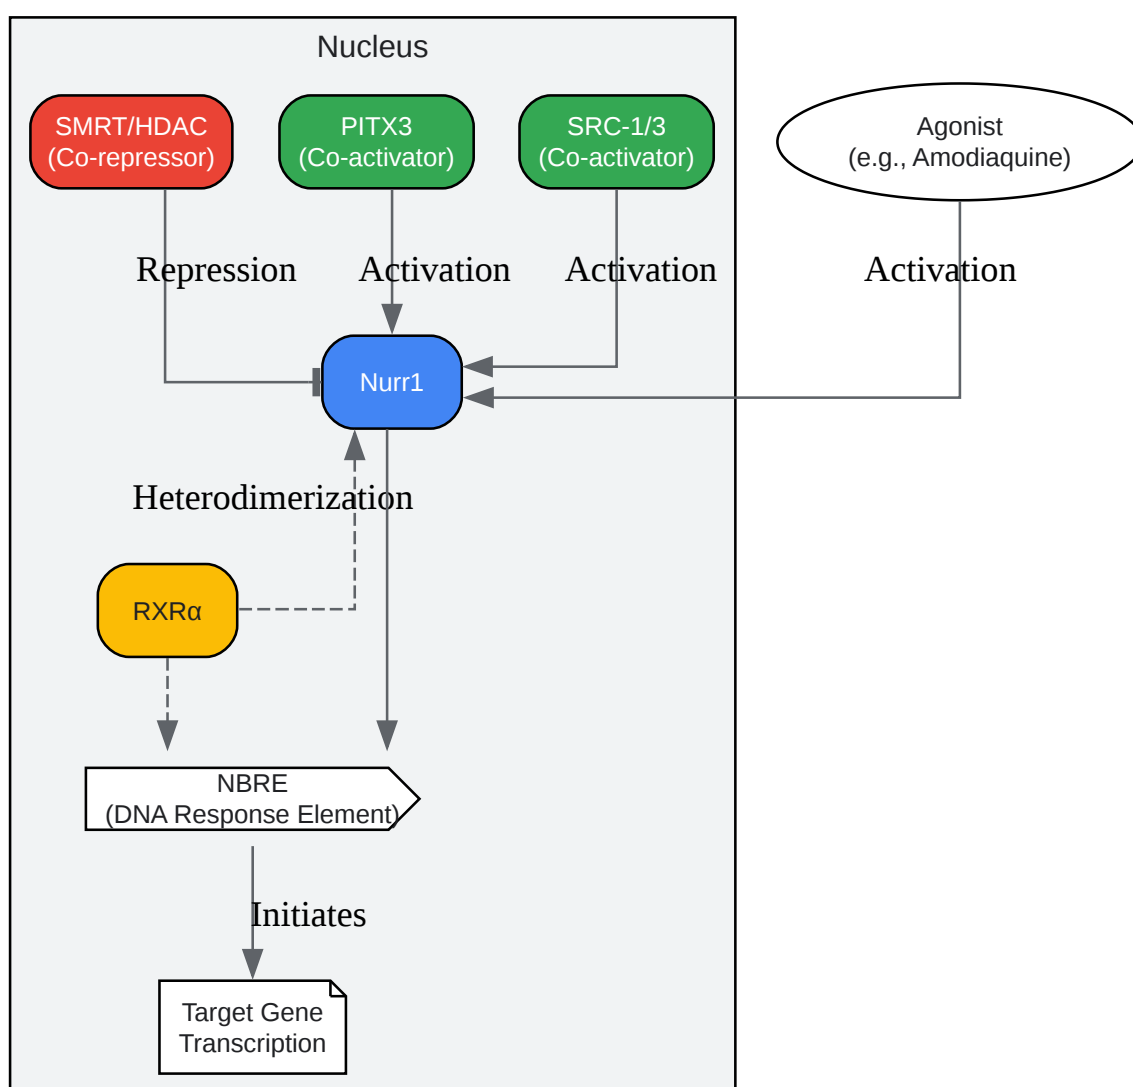 Nucleus
SMRT/HDAC
(Co-repressor)
PITX3
(Co-activator)
SRC-1/3
(Co-activator)
Agonist
(e.g., Amodiaquine)
Repression
Activation
Activation
Activation
Nurr1
Heterodimerization
RXRα
NBRE
(DNA Response Element)
Initiates
Target Gene
Transcription